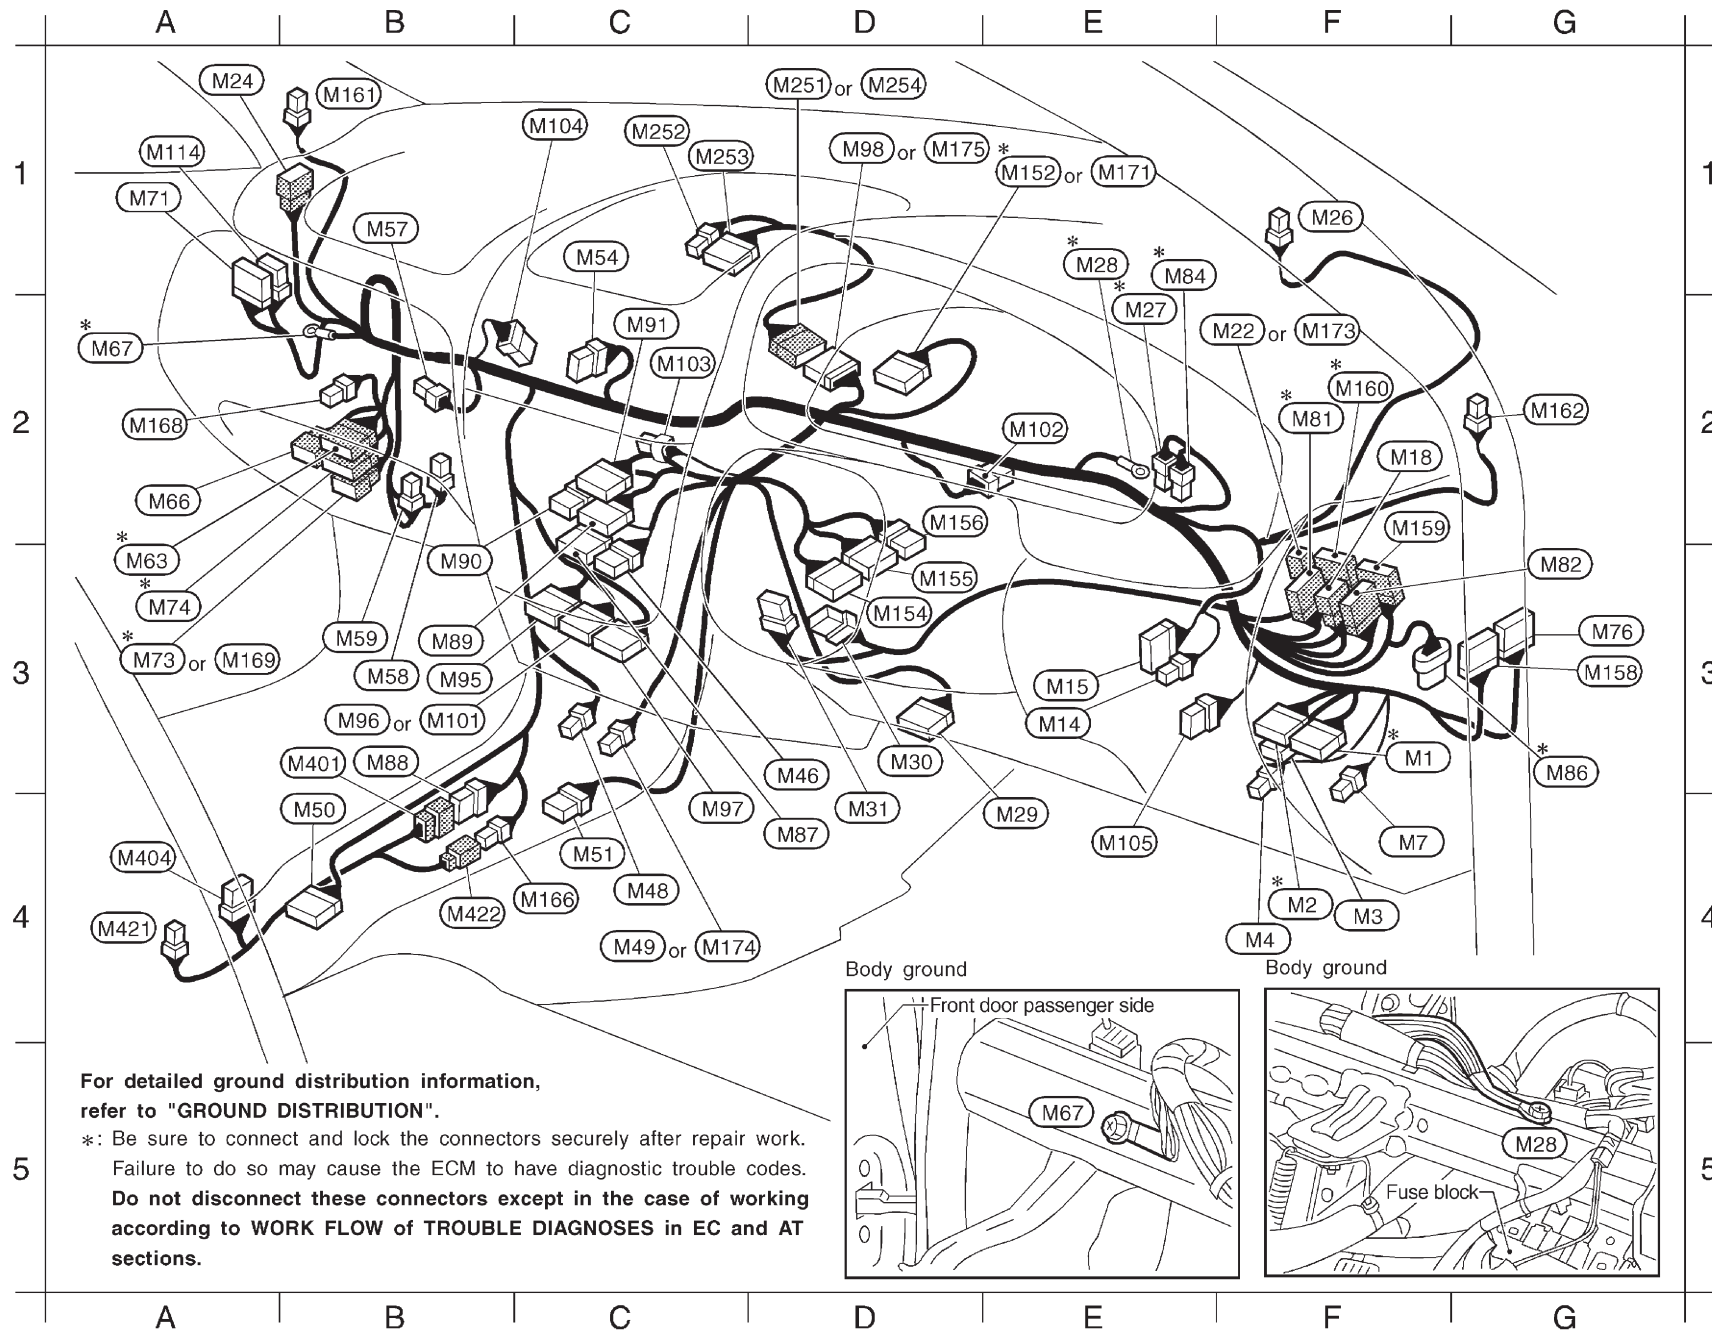 A B C D E F G
M24
M161
M251 or M254
M104
M252
M253
M98 or M175
* M152 or M171
M114
M71
M57
M54
M26
* M28
* M84
* M27
1 1
* M67
M91
M103
M22 or M173
* M160
* M81
M162
M168
M102
M18
2 2
M66
M156
M159
* M63
M90
M155
M82
* M74
M154
M59
M89
M76
* M73 or M169
M58
M95
M15
M158
3 3
M96 or M101
M14
M401
M88
M46
M30
* M1
* M86
M50
M97
M31
M29
M87
M105
M7
M404
M51
M48
M166
M422
* M2
M3
M421
M4
4 4
M49 or M174
Body ground
Body ground
Front door passenger side
For detailed ground distribution information,
refer to "GROUND DISTRIBUTION".
M67
*: Be sure to connect and lock the connectors securely after repair work.
M28
Failure to do so may cause the ECM to have diagnostic trouble codes.
5 5
Do not disconnect these connectors except in the case of working
Fuse block
according to WORK FLOW of TROUBLE DIAGNOSES in EC and AT
sections.
A B C D E F G